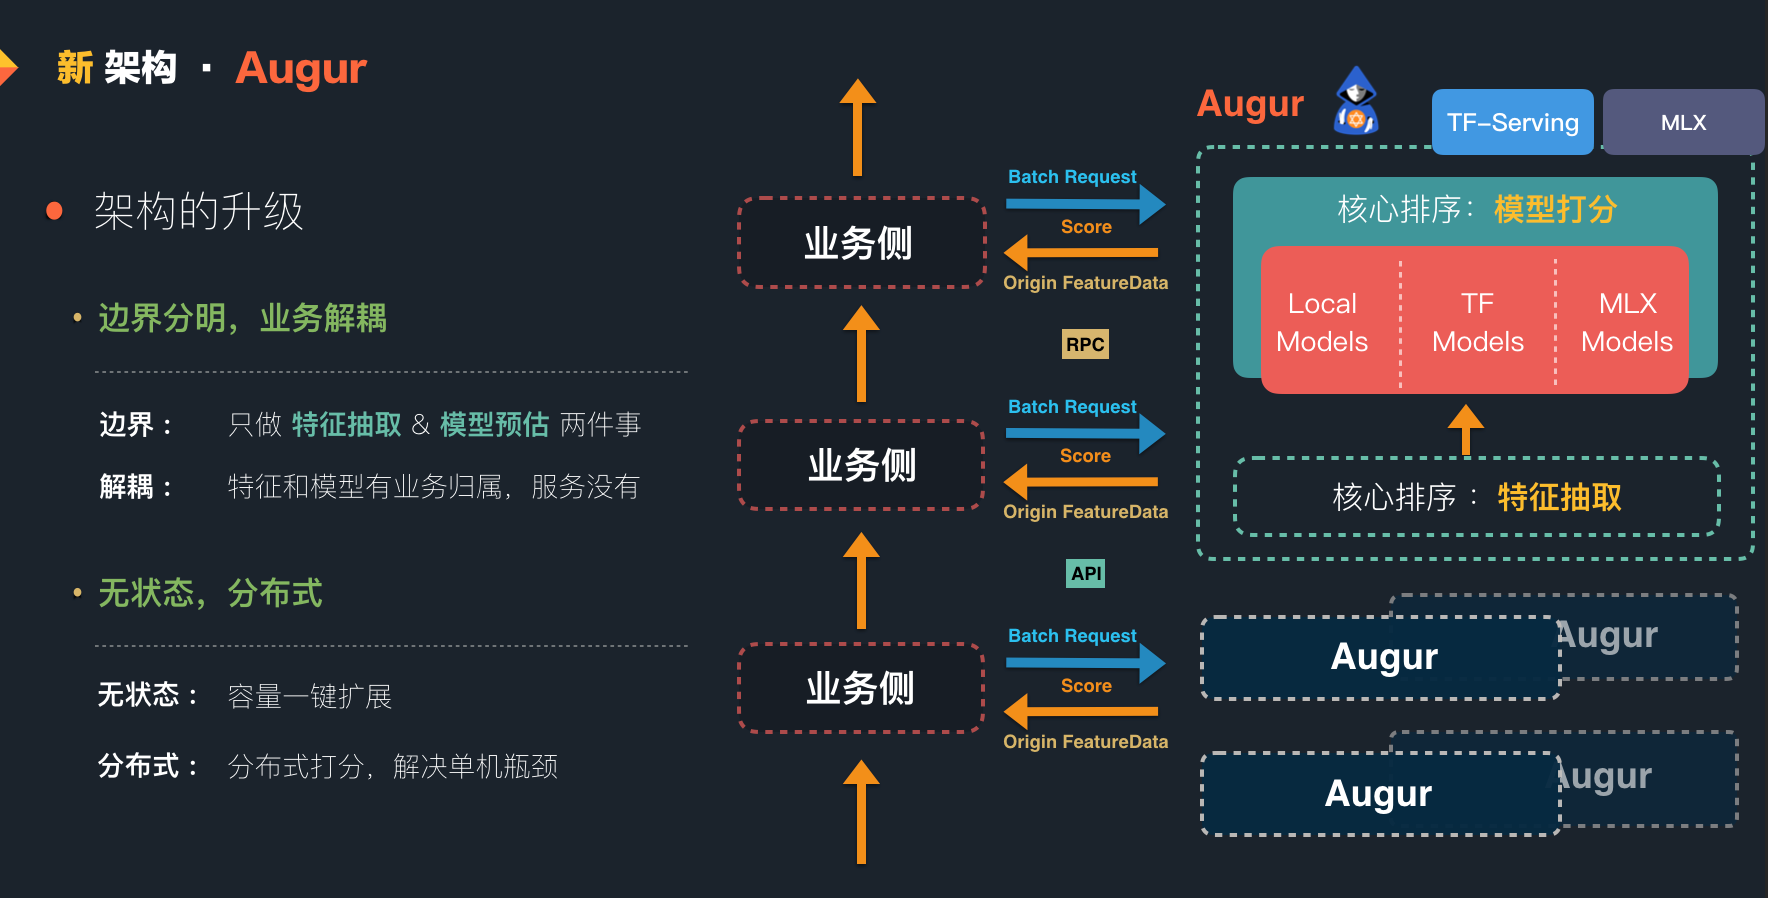 新 架构 · Augur
架构的升级
边界分明，业务解耦
边界： 只做 特征抽取 & 模型预估 两件事
解耦： 特征和模型有业务归属，服务没有
无状态，分布式
无状态： 容量一键扩展
分布式： 分布式打分，解决单机瓶颈
业务侧
Batch Request
Score
Origin FeatureData
RPC
业务侧
Batch Request
Score
Origin FeatureData
API
业务侧
Batch Request
Score
Origin FeatureData
Augur
TF-Serving
MLX
核心排序：模型打分
Local
Models
TF
Models
MLX
Models
核心排序：特征抽取
Augur
Augur
Augur
Augur